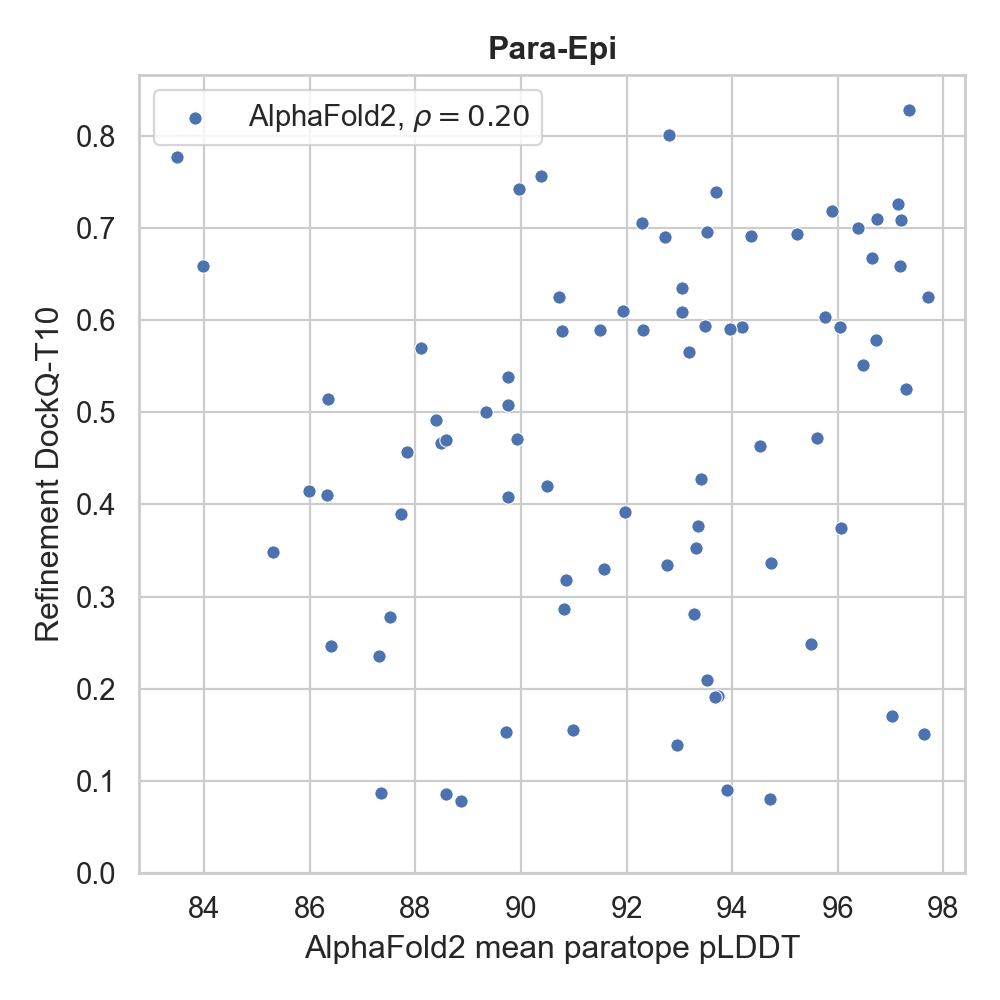 Para-Epi
AlphaFold2, ρ = 0.20
Refinement DockQ-T10
0.8
0.7
0.6
0.5
0.4
0.3
0.2
0.1
0.0
84 86 88 90 92 94 96 98
AlphaFold2 mean paratope pLDDT